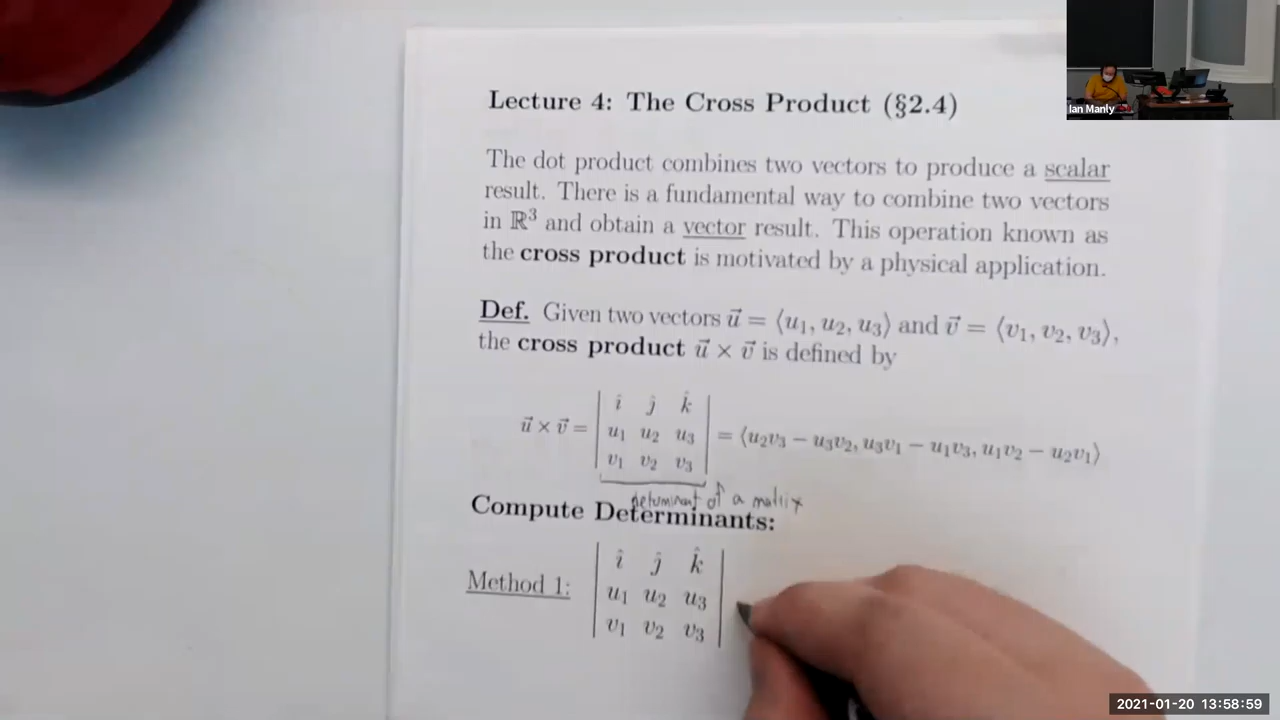 Ian Manly
Lecture 4: The Cross Product (§2.4)
The dot product combines two vectors to produce a scalar
result. There is a fundamental way to combine two vectors
in ℝ³ and obtain a vector result. This operation known as
the cross product is motivated by a physical application.
Def. Given two vectors u⃗ = ⟨u₁, u₂, u₃⟩ and v⃗ = ⟨v₁, v₂, v₃⟩,
the cross product u⃗ × v⃗ is defined by
| î ĵ k̂ |
u⃗ × v⃗ = | u₁ u₂ u₃ | = ⟨u₂v₃ − u₃v₂, u₃v₁ − u₁v₃, u₁v₂ − u₂v₁⟩
| v₁ v₂ v₃ |
determinant of a matrix
Compute Determinants:
| î ĵ k̂ |
Method 1: | u₁ u₂ u₃ |
| v₁ v₂ v₃ |
2021-01-20 13:58:59